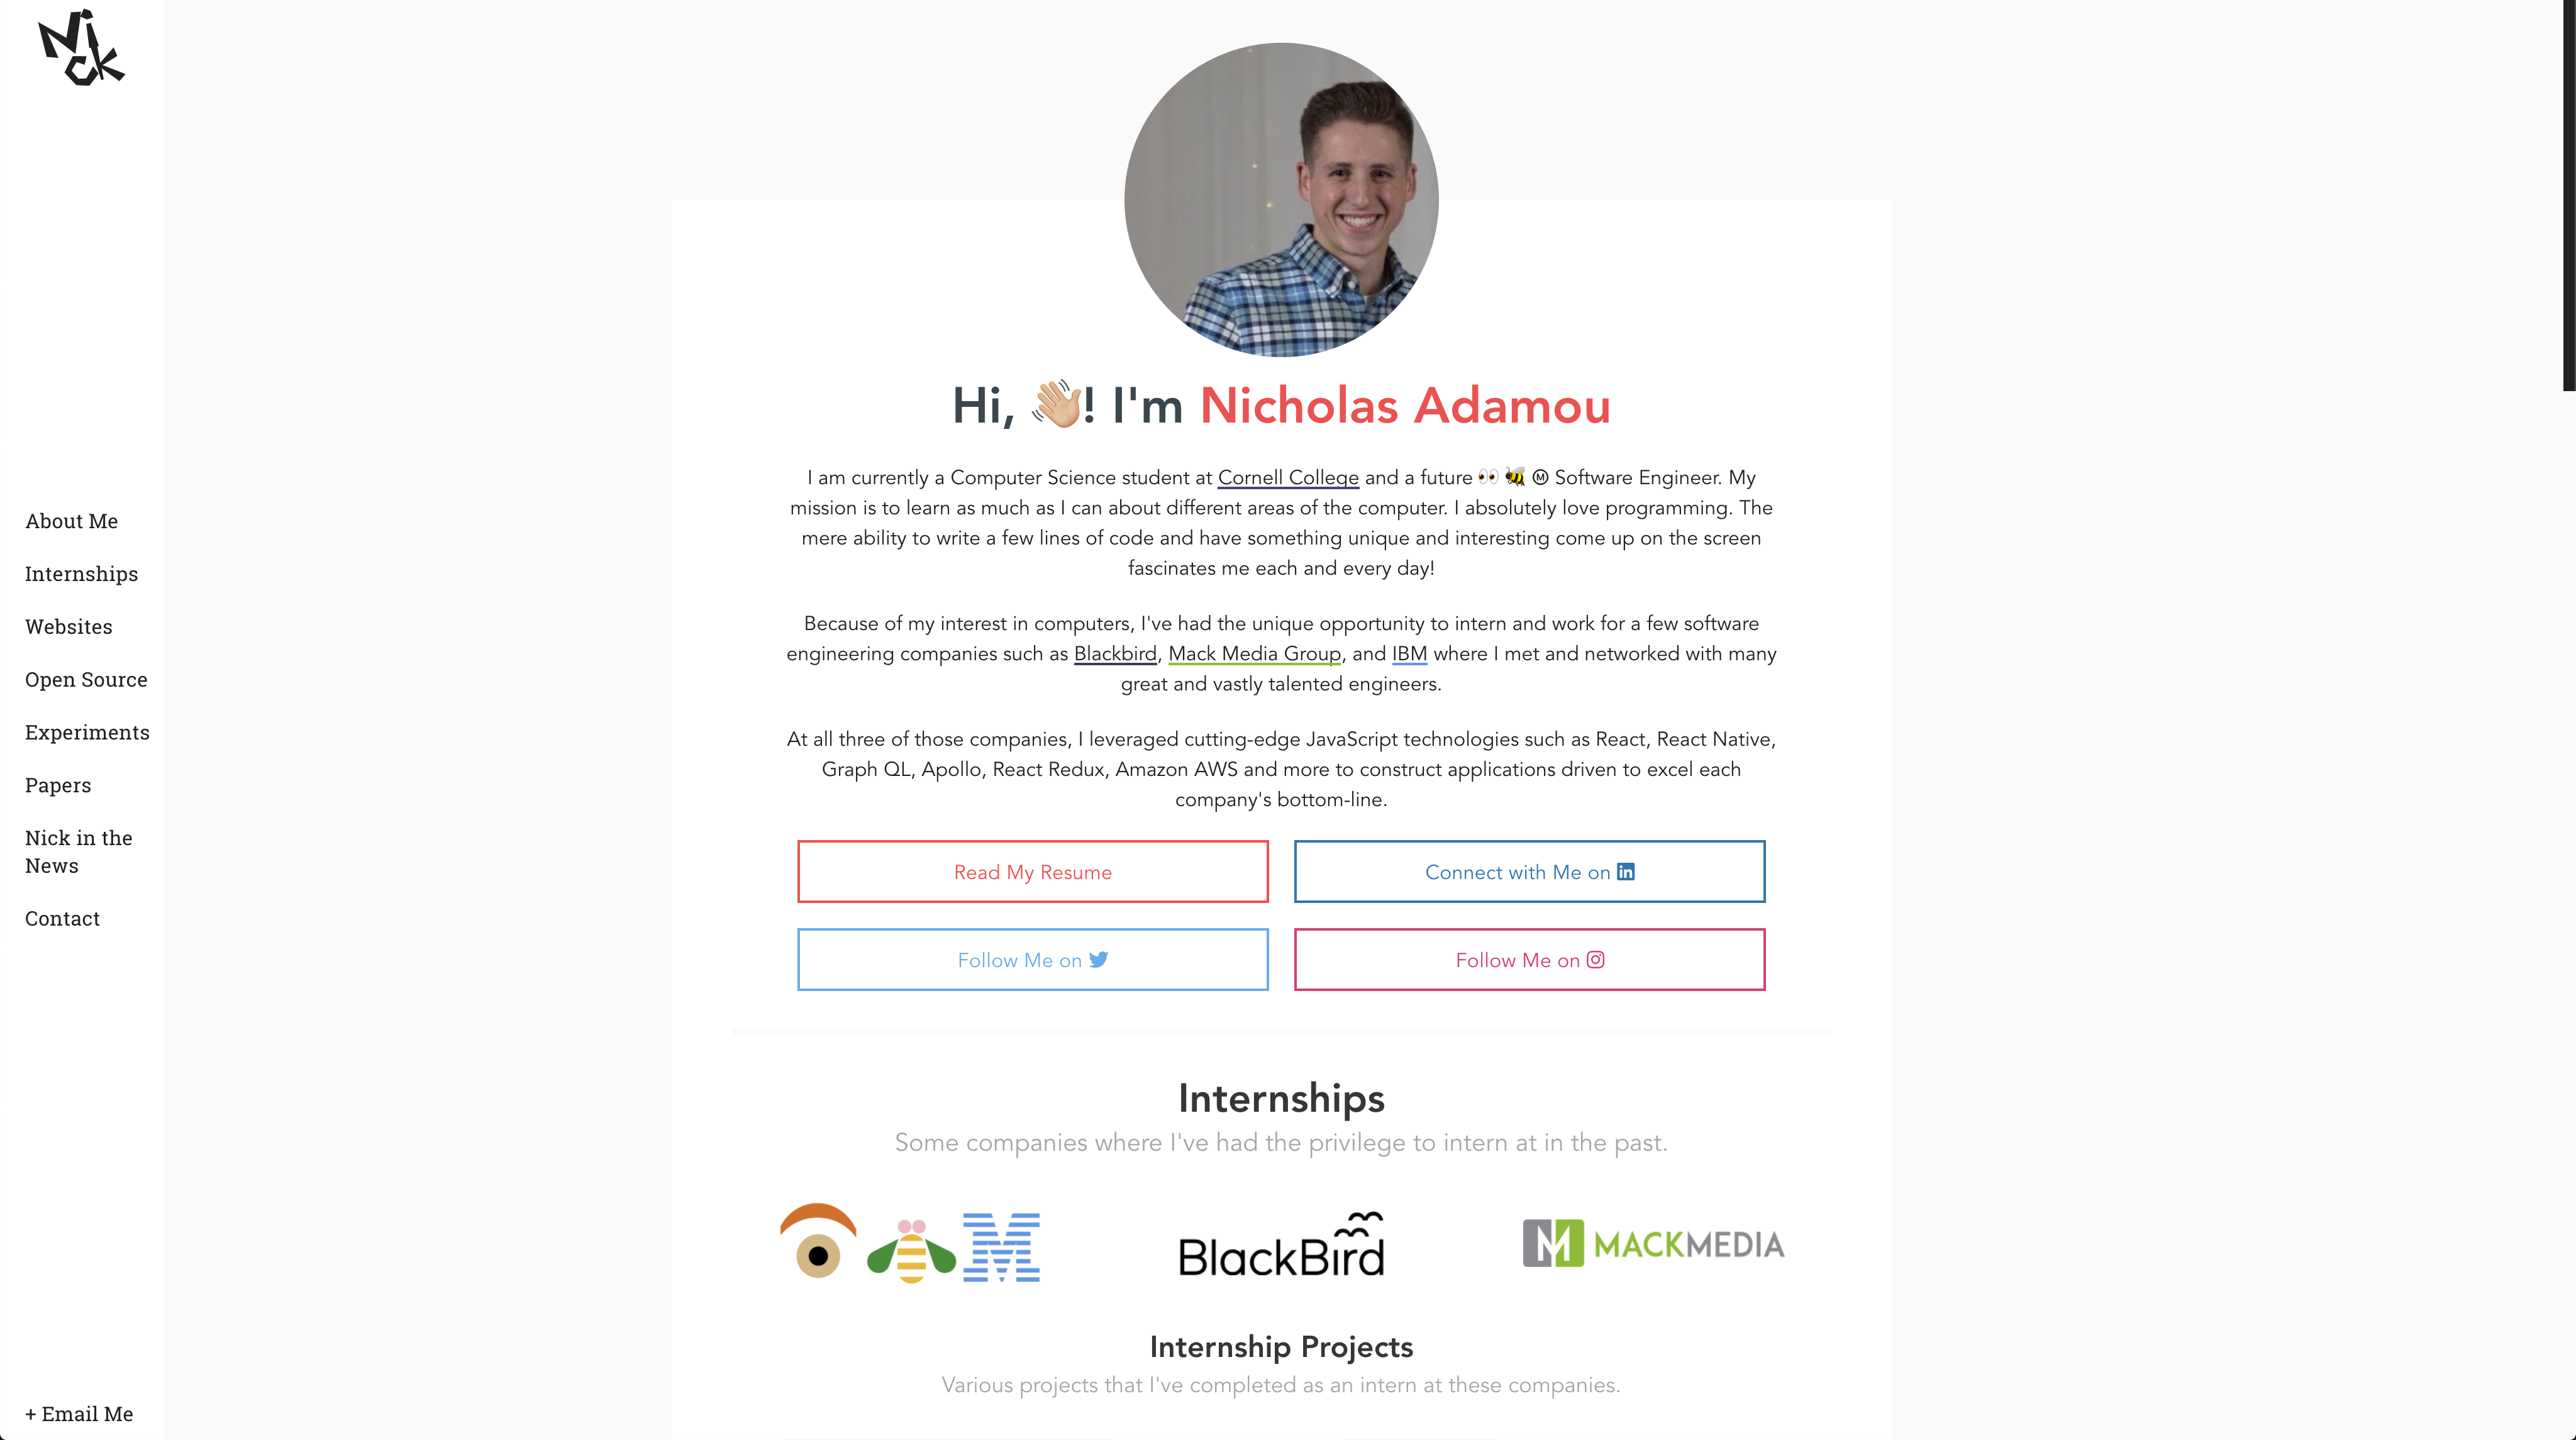 Nick
About Me
Internships
Websites
Open Source
Experiments
Papers
Nick in the
News
Contact
+ Email Me
Hi, 👋🏼! I'm Nicholas Adamou
I am currently a Computer Science student at Cornell College and a future 👀 🐝 Ⓜ Software Engineer. My
mission is to learn as much as I can about different areas of the computer. I absolutely love programming. The
mere ability to write a few lines of code and have something unique and interesting come up on the screen
fascinates me each and every day!
Because of my interest in computers, I've had the unique opportunity to intern and work for a few software
engineering companies such as Blackbird, Mack Media Group, and IBM where I met and networked with many
great and vastly talented engineers.
At all three of those companies, I leveraged cutting-edge JavaScript technologies such as React, React Native,
Graph QL, Apollo, React Redux, Amazon AWS and more to construct applications driven to excel each
company's bottom-line.
Read My Resume
Connect with Me on in
Follow Me on
Follow Me on
Internships
Some companies where I've had the privilege to intern at in the past.
M
BlackBird
M MACKMEDIA
Internship Projects
Various projects that I've completed as an intern at these companies.